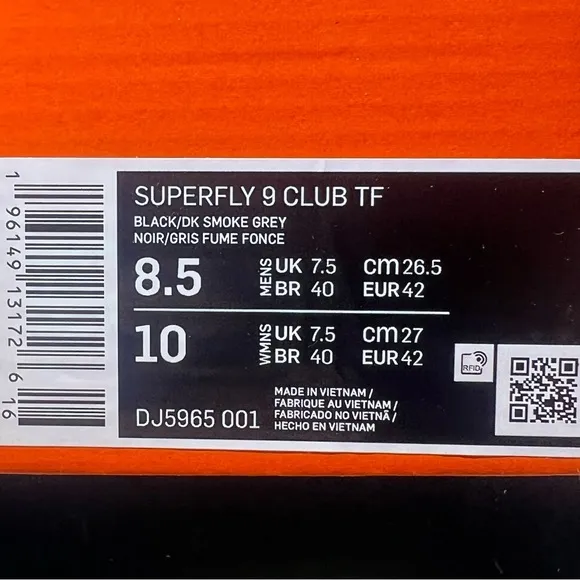 SUPERFLY 9 CLUB TF
BLACK/DK SMOKE GREY
NOIR/GRIS FUME FONCE
8.5 MENS UK 7.5 cm 26.5
BR 40 EUR 42
10 WMNS UK 7.5 cm 27
BR 40 EUR 42
DJ5965 001
MADE IN VIETNAM /
FABRIQUE AU VIETNAM /
FABRICADO NO VIETNÃ /
HECHO EN VIETNAM
RFID
1 96149 13172 6 16